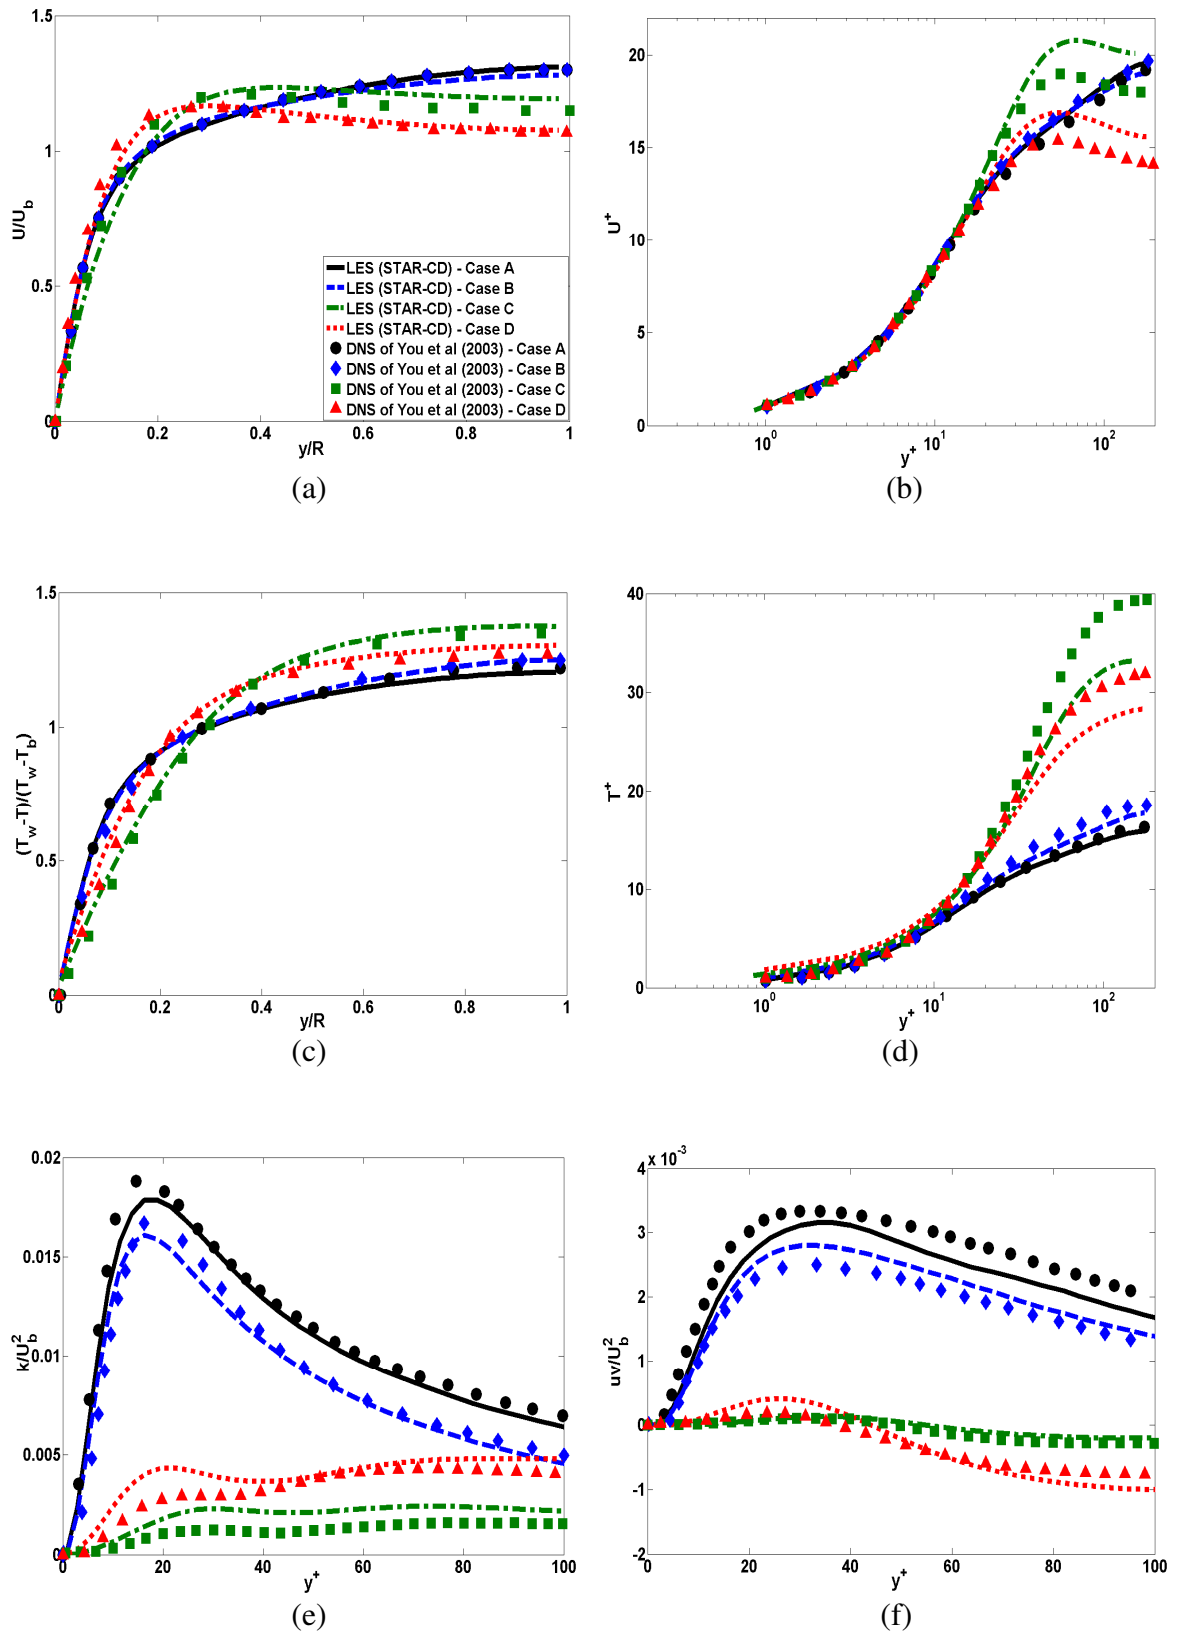 1.5
1
0.5
0
U/U_b
0 0.2 0.4 0.6 0.8 1
y/R
LES (STAR-CD) - Case A
LES (STAR-CD) - Case B
LES (STAR-CD) - Case C
LES (STAR-CD) - Case D
DNS of You et al (2003) - Case A
DNS of You et al (2003) - Case B
DNS of You et al (2003) - Case C
DNS of You et al (2003) - Case D
(a)
20
15
10
5
0
U^+
10^0 10^1 10^2
y^+
(b)
1.5
1
0.5
0
(T_w-T)/(T_w-T_b)
0 0.2 0.4 0.6 0.8 1
y/R
(c)
40
30
20
10
0
T^+
10^0 10^1 10^2
y^+
(d)
0.02
0.015
0.01
0.005
0
k/U_b^2
0 20 40 60 80 100
y^+
(e)
4 x 10^-3
3
2
1
0
-1
-2
uv/U_b^2
0 20 40 60 80 100
y^+
(f)